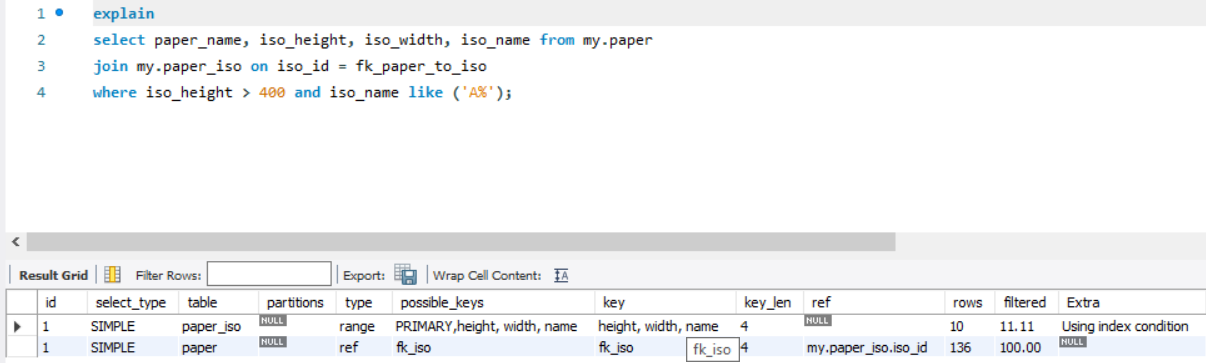 1 explain
2 select paper_name, iso_height, iso_width, iso_name from my.paper
3 join my.paper_iso on iso_id = fk_paper_to_iso
4 where iso_height > 400 and iso_name like ('A%');
Result Grid Filter Rows: Export: Wrap Cell Content: IA
id select_type table partitions type possible_keys key key_len ref rows filtered Extra
1 SIMPLE paper_iso NULL range PRIMARY,height, width, name height, width, name 4 NULL 10 11.11 Using index condition
1 SIMPLE paper NULL ref fk_iso fk_iso fk_iso 4 my.paper_iso.iso_id 136 100.00 NULL